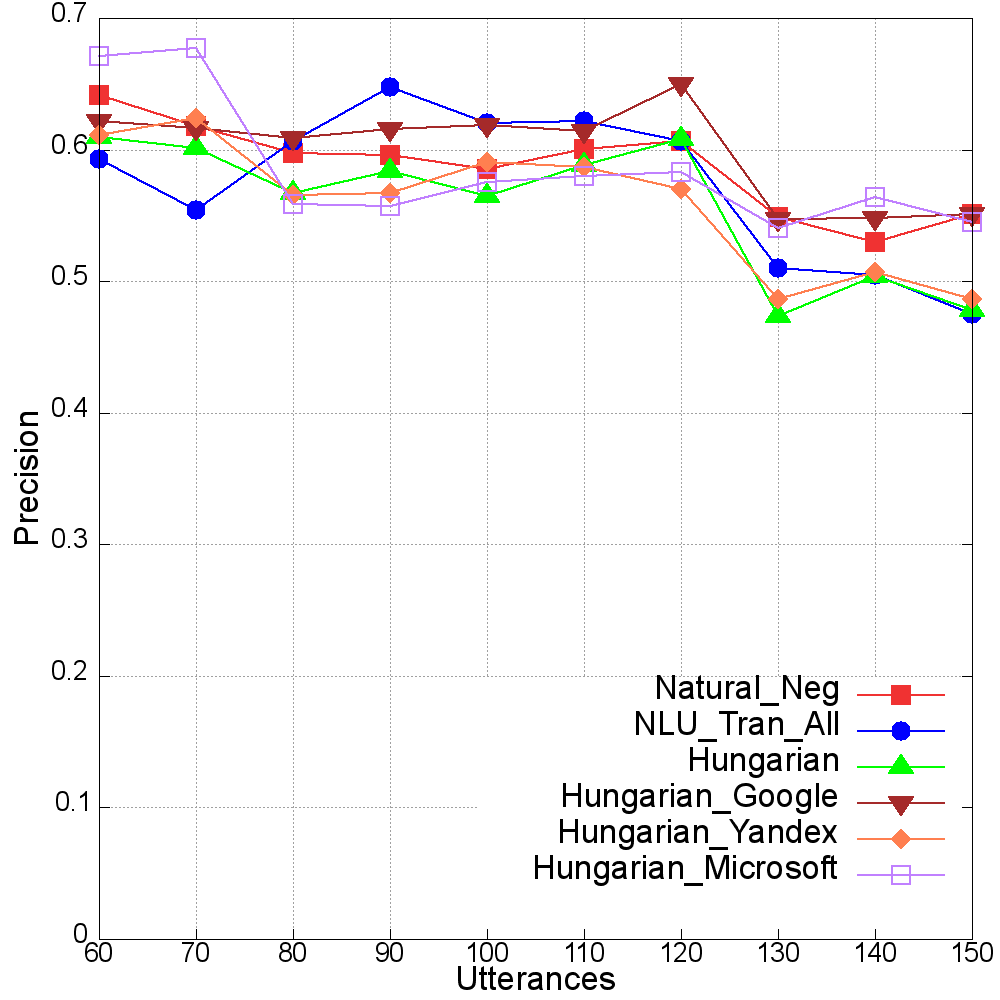 0.7
0.6
0.5
0.4
0.3
0.2
0.1
0
Precision
Natural_Neg
NLU_Tran_All
Hungarian
Hungarian_Google
Hungarian_Yandex
Hungarian_Microsoft
60 70 80 90 100 110 120 130 140 150
Utterances